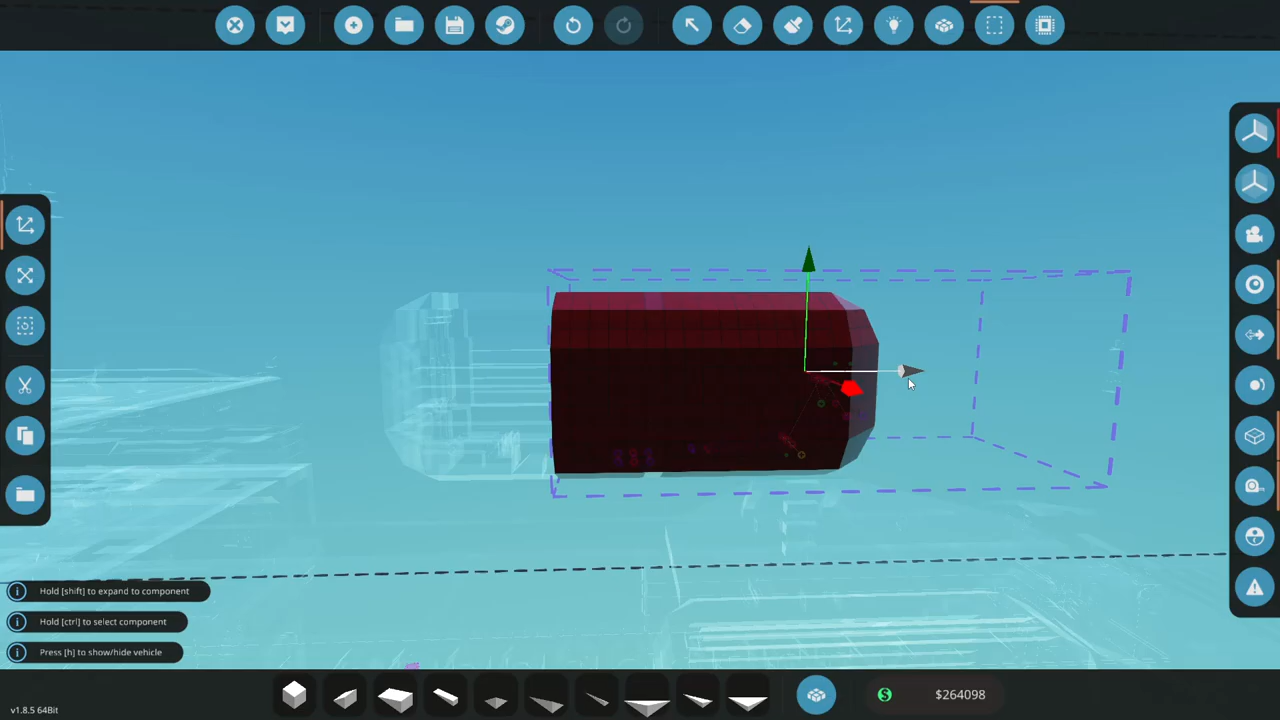 Hold [shift] to expand to component
Hold [ctrl] to select component
Press [h] to show/hide vehicle
$264098
v1.8.5 64Bit